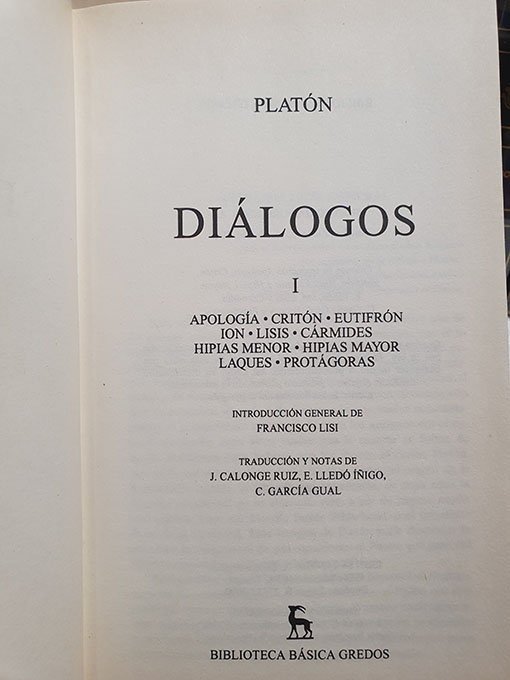 PLATÓN
DIÁLOGOS
I
APOLOGÍA • CRITÓN • EUTIFRÓN
ION • LISIS • CÁRMIDES
HIPIAS MENOR • HIPIAS MAYOR
LAQUES • PROTÁGORAS
INTRODUCCIÓN GENERAL DE
FRANCISCO LISI
TRADUCCIÓN Y NOTAS DE
J. CALONGE RUIZ, E. LLEDÓ ÍÑIGO,
C. GARCÍA GUAL
BIBLIOTECA BÁSICA GREDOS